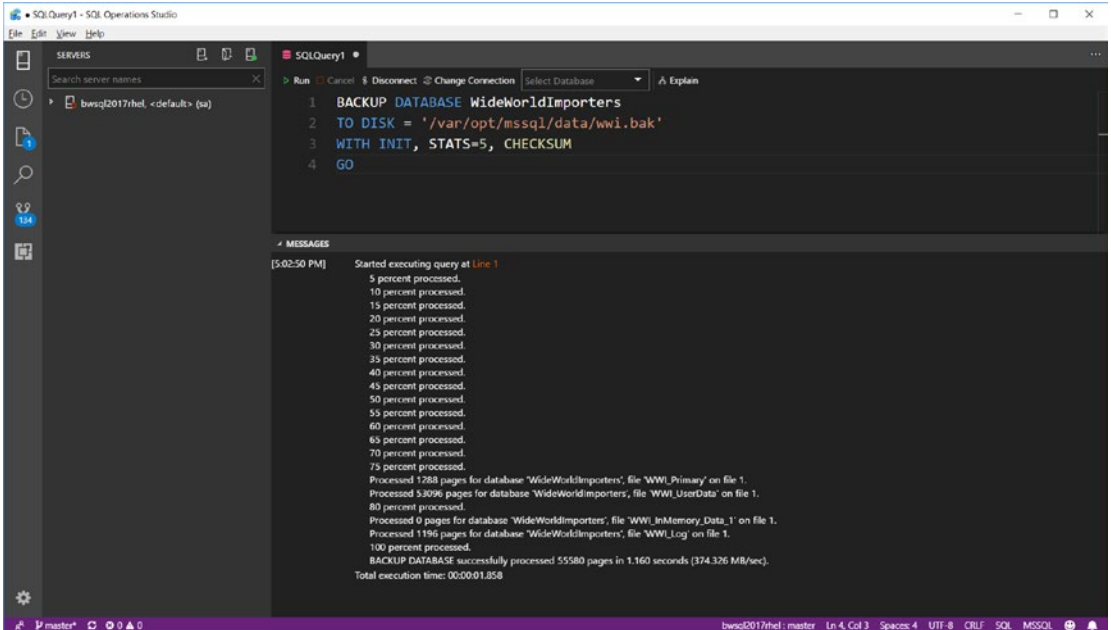 • SQLQuery1 - SQL Operations Studio
File Edit View Help
SERVERS
SQLQuery1 •
Search server names
Run Cancel Disconnect Change Connection Select Database Explain
bwsql2017rhel, <default> (sa)
1 BACKUP DATABASE WideWorldImporters
2 TO DISK = '/var/opt/mssql/data/wwi.bak'
3 WITH INIT, STATS=5, CHECKSUM
4 GO
1
134
MESSAGES
[5:02:50 PM] Started executing query at Line 1
5 percent processed.
10 percent processed.
15 percent processed.
20 percent processed.
25 percent processed.
30 percent processed.
35 percent processed.
40 percent processed.
45 percent processed.
50 percent processed.
55 percent processed.
60 percent processed.
65 percent processed.
70 percent processed.
75 percent processed.
Processed 1288 pages for database 'WideWorldImporters', file 'WWI_Primary' on file 1.
Processed 53096 pages for database 'WideWorldImporters', file 'WWI_UserData' on file 1.
80 percent processed.
Processed 0 pages for database 'WideWorldImporters', file 'WWI_InMemory_Data_1' on file 1.
Processed 1196 pages for database 'WideWorldImporters', file 'WWI_Log' on file 1.
100 percent processed.
BACKUP DATABASE successfully processed 55580 pages in 1.160 seconds (374.326 MB/sec).
Total execution time: 00:00:01.858
master* 0 0 bwsql2017rhel : master Ln 4, Col 3 Spaces: 4 UTF-8 CRLF SQL MSSQL